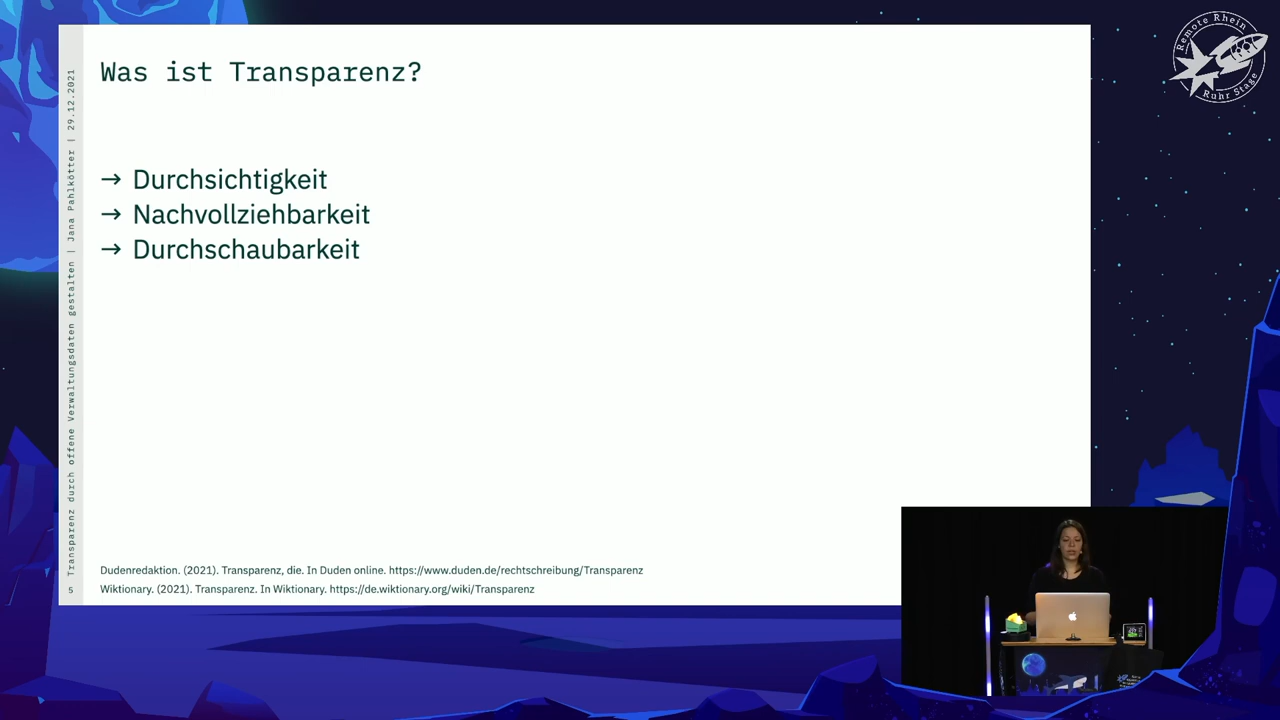 Was ist Transparenz?
→ Durchsichtigkeit
→ Nachvollziehbarkeit
→ Durchschaubarkeit
Dudenredaktion. (2021). Transparenz, die. In Duden online. https://www.duden.de/rechtschreibung/Transparenz
Wiktionary. (2021). Transparenz. In Wiktionary. https://de.wiktionary.org/wiki/Transparenz
5
Transparenz durch offene Verwaltungsdaten gestalten | Jana Pahlkötter | 29.12.2021
Remote Rhein
Ruhr Stage